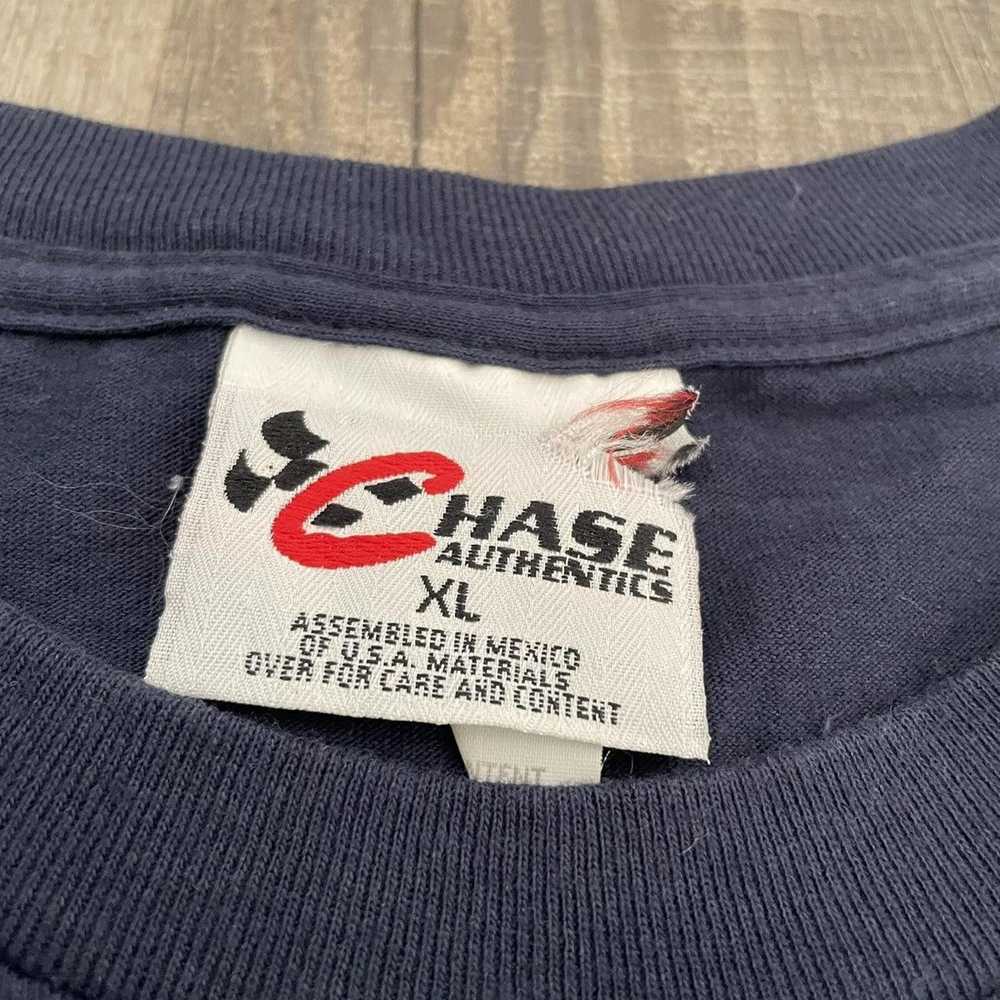 CHASE
AUTHENTICS
XL
ASSEMBLED IN MEXICO
OF U.S.A. MATERIALS
OVER FOR CARE AND CONTENT